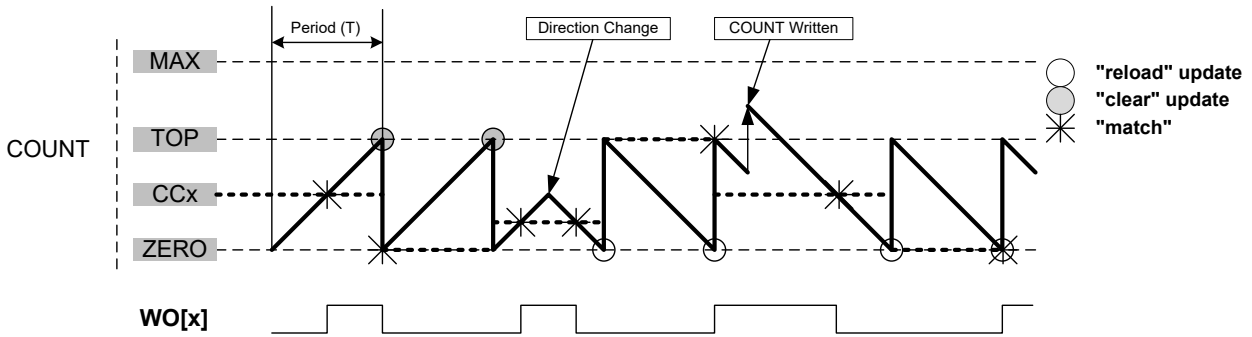 Period (T)
Direction Change
COUNT Written
MAX
"reload" update
"clear" update
"match"
TOP
COUNT
CCx
ZERO
WO[x]